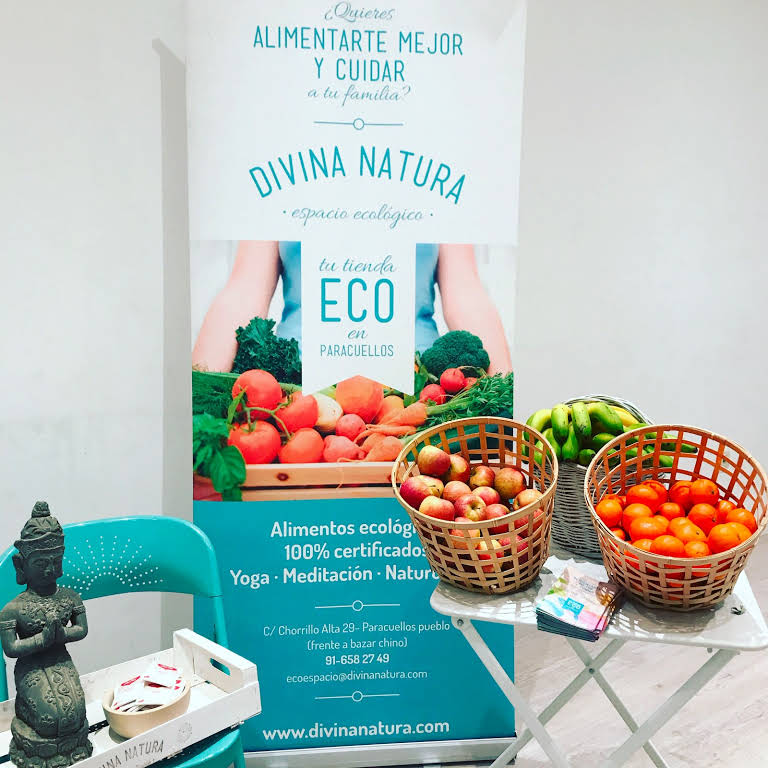 ¿Quieres
ALIMENTARTE MEJOR
Y CUIDAR
a tu familia?
DIVINA NATURA
· espacio ecológico ·
tu tienda
ECO
en
PARACUELLOS
Alimentos
100% certificados
Yoga · Meditación ·
C/ Chorrillo Alta 29- Paracuellos pueblo
(frente a bazar chino)
91-658 27 49
ecoespacio@divinanatura.com
www.divinanatura.com
DIVINA NATURA